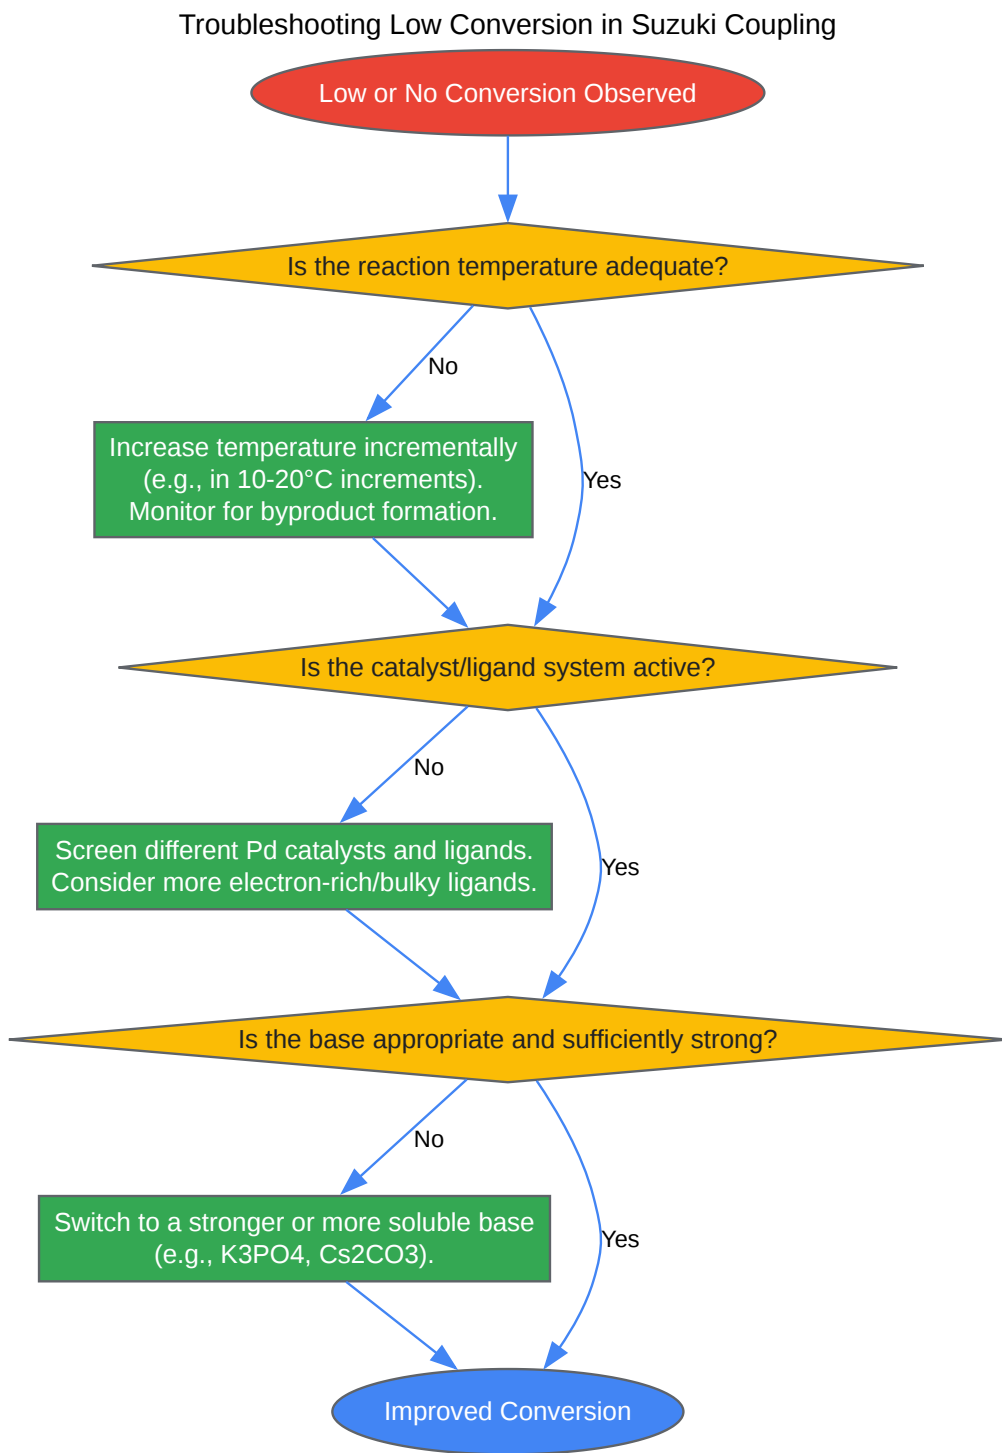 Troubleshooting Low Conversion in Suzuki Coupling
Low or No Conversion Observed
Is the reaction temperature adequate?
No
Increase temperature incrementally
(e.g., in 10-20°C increments).
Monitor for byproduct formation.
Yes
Is the catalyst/ligand system active?
No
Screen different Pd catalysts and ligands.
Consider more electron-rich/bulky ligands.
Yes
Is the base appropriate and sufficiently strong?
No
Switch to a stronger or more soluble base
(e.g., K3PO4, Cs2CO3).
Yes
Improved Conversion